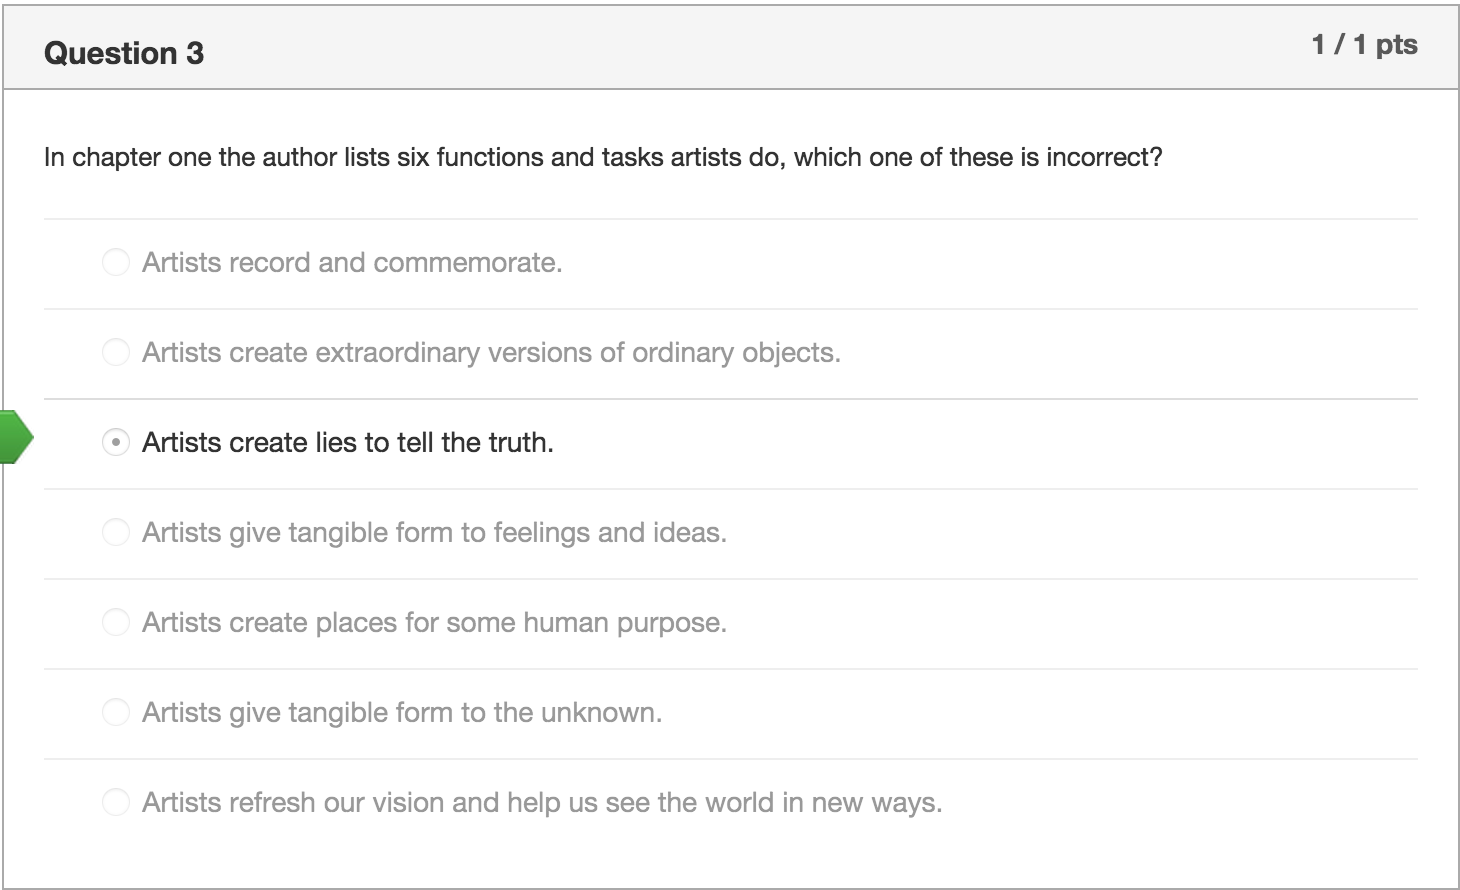 Question 3
1 / 1 pts
In chapter one the author lists six functions and tasks artists do, which one of these is incorrect?
Artists record and commemorate.
Artists create extraordinary versions of ordinary objects.
Artists create lies to tell the truth.
Artists give tangible form to feelings and ideas.
Artists create places for some human purpose.
Artists give tangible form to the unknown.
Artists refresh our vision and help us see the world in new ways.